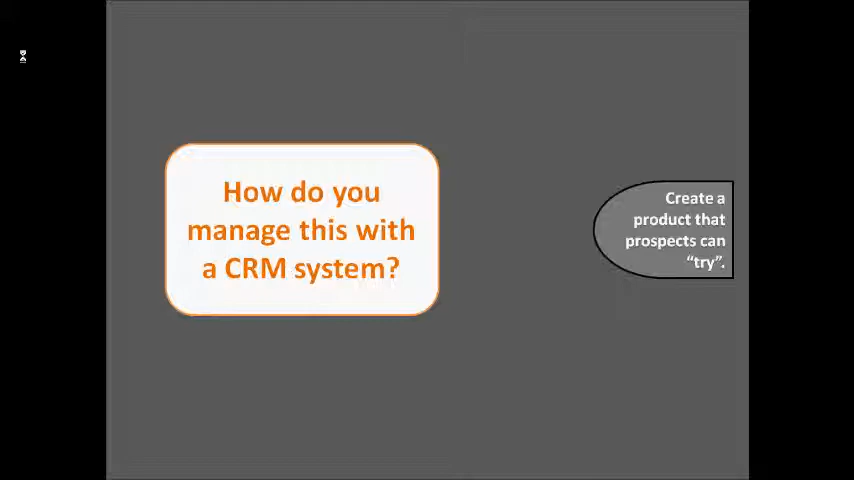 How do you
manage this with
a CRM system?
Create a
product that
prospects can
“try”.